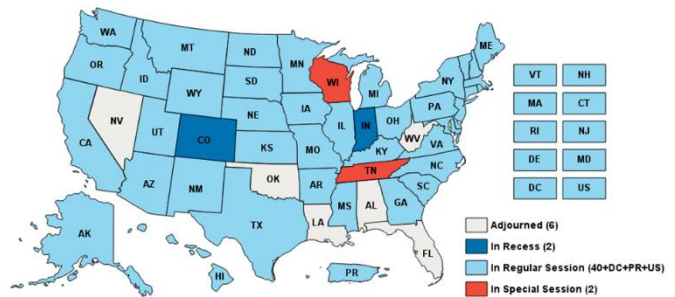 WA
ME
MT
ND
MN
OR
ID
SD
WI
NY
WY
MI
IA
PA
NE
NV
OH
IL
IN
UT
CO
WV
CA
VA
KS
MO
KY
NC
TN
AZ
OK
NM
AR
SC
MS
AL
GA
TX
LA
FL
AK
HI
PR
VT NH
MA CT
RI NJ
DE MD
DC US
Adjourned (6)
In Recess (2)
In Regular Session (40+DC+PR+US)
In Special Session (2)